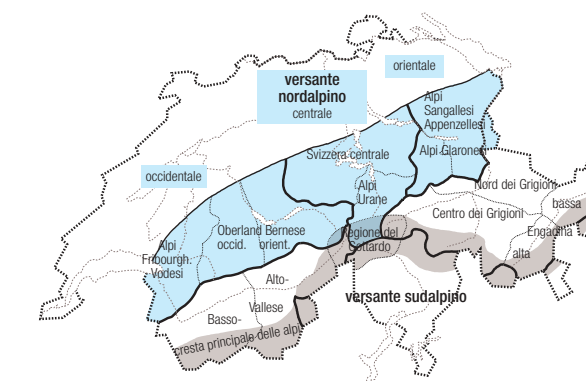 orientale
versante
nordalpino
centrale
Alpi
Sangallesi
Appenzellesi
Svizzera centrale
Alpi Glaronesi
occidentale
Alpi
Urane
Nord dei Grigioni
bassa
Centro dei Grigioni
Engadina
alta
Oberland Bernese
occid. orient.
Regione del
Gottardo
Alpi
Fribourgh.
Vodesi
Alto-
Vallese
Basso-
versante sudalpino
cresta principale delle alpi